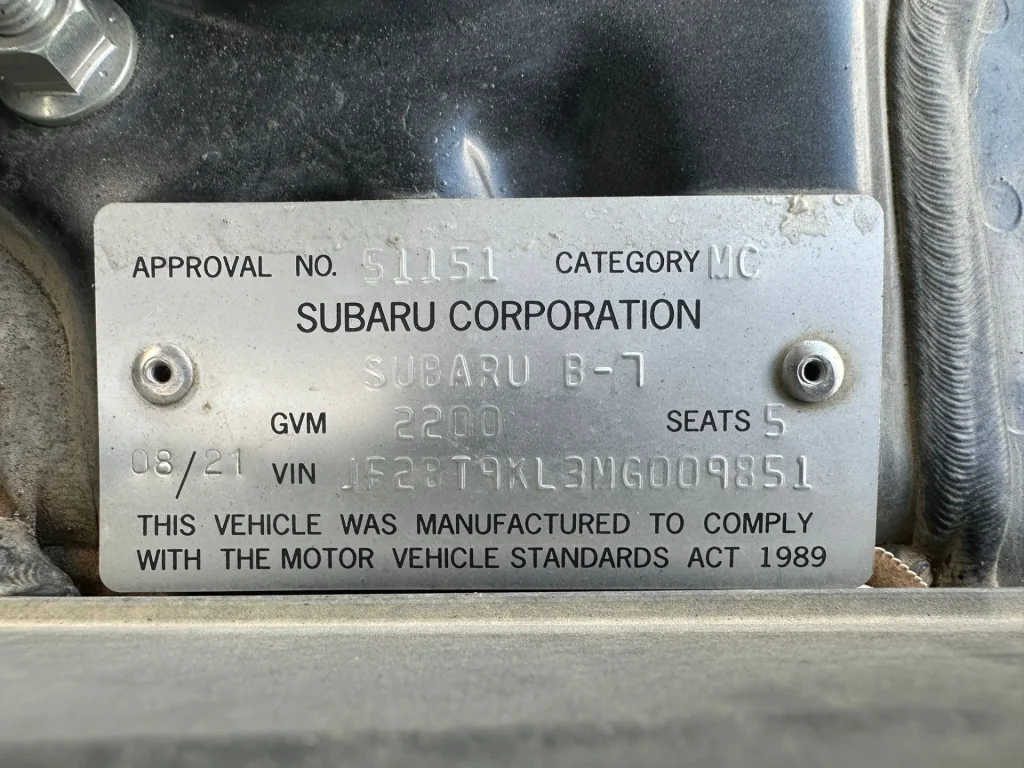 APPROVAL NO. 51151 CATEGORY MC
SUBARU CORPORATION
SUBARU B-7
GVM 2200 SEATS 5
08/21 VIN JF2BT9KL3MG009851
THIS VEHICLE WAS MANUFACTURED TO COMPLY
WITH THE MOTOR VEHICLE STANDARDS ACT 1989